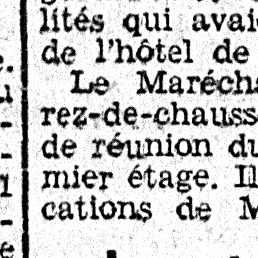 lités qui avai
de l'hôtel de
Le Marécha
rez-de-chauss
de réunion du
mier étage. Il
cations de M